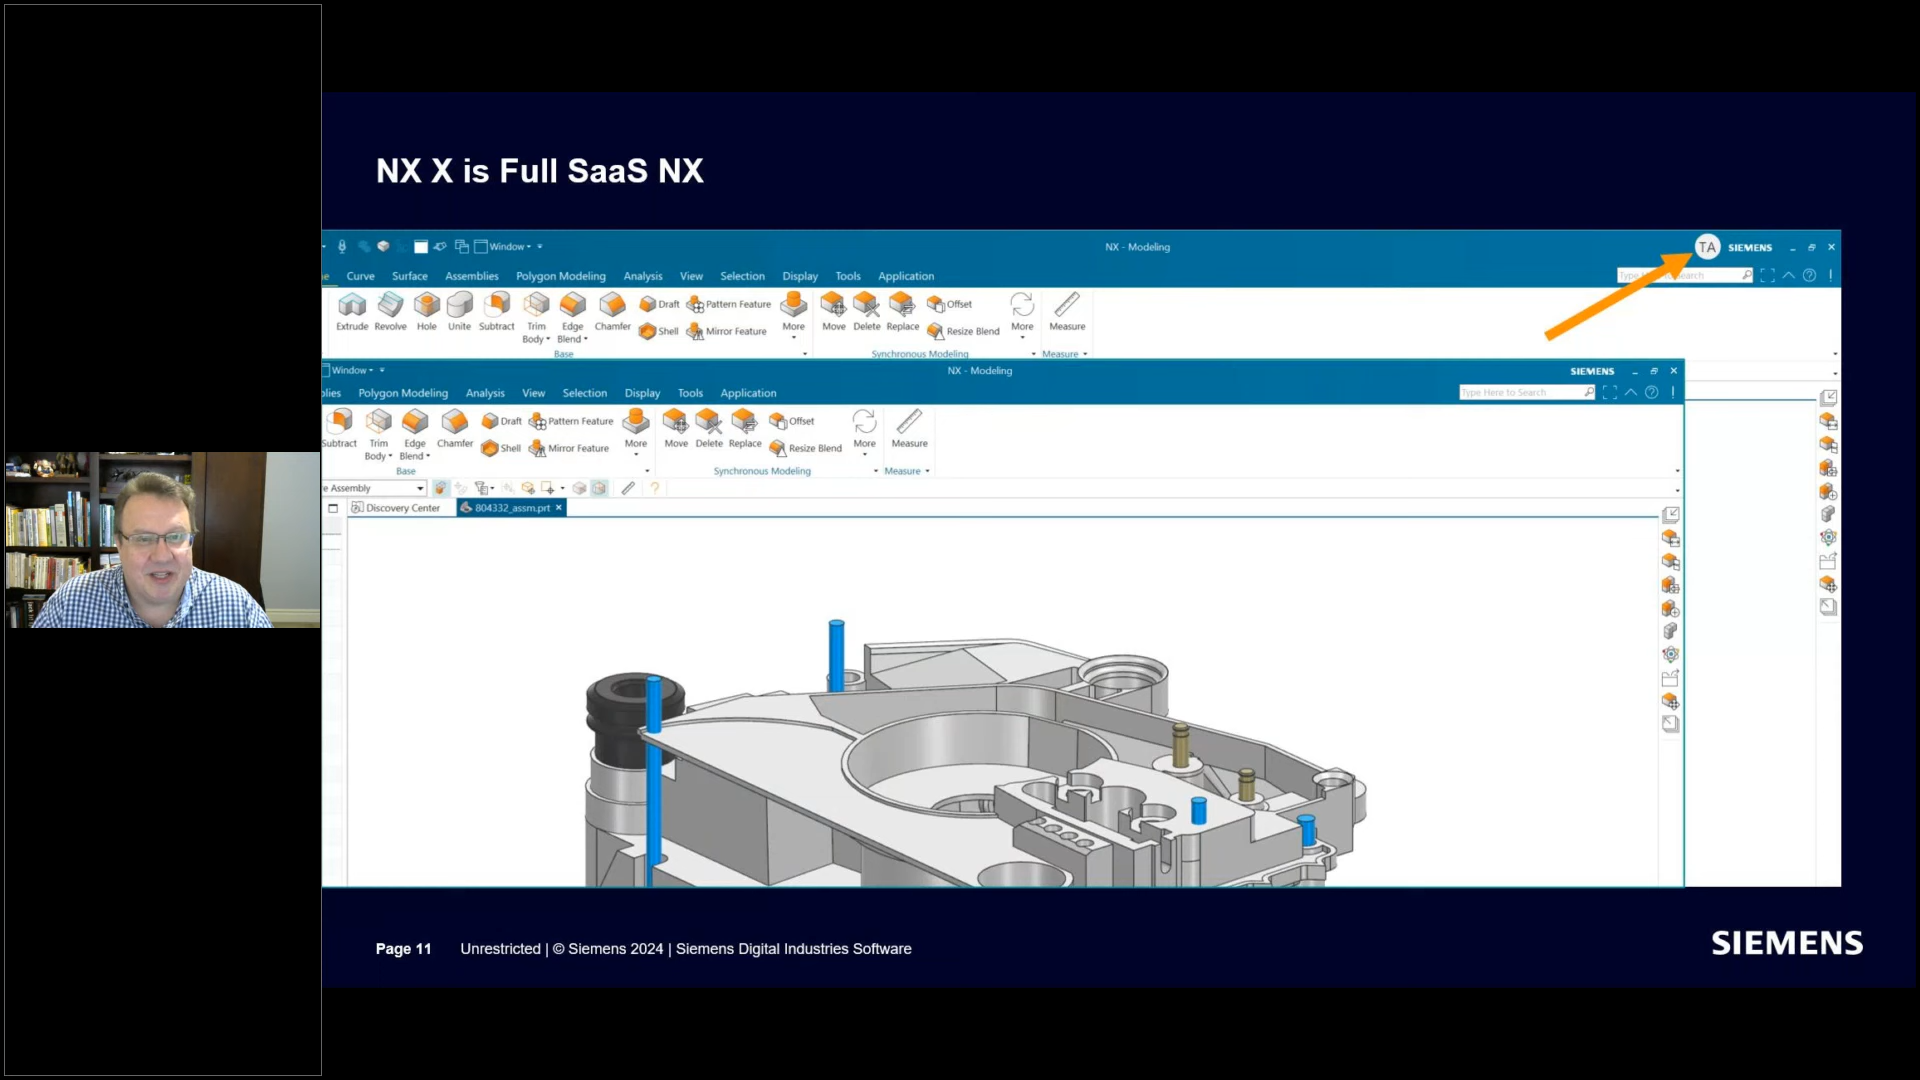 NX X is Full SaaS NX
Window
NX - Modeling
TA
SIEMENS
Curve Surface Assemblies Polygon Modeling Analysis View Selection Display Tools Application
Extrude Revolve Hole Unite Subtract Trim Body Edge Blend Chamfer Draft Shell Pattern Feature Mirror Feature More Move Delete Replace Offset Resize Blend More Measure
Base Synchronous Modeling Measure
Window
NX - Modeling
SIEMENS
Polygon Modeling Analysis View Selection Display Tools Application
Type Here to Search
Subtract Trim Body Edge Blend Chamfer Draft Shell Pattern Feature Mirror Feature More Move Delete Replace Offset Resize Blend More Measure
Base Synchronous Modeling Measure
Assembly
Discovery Center 804332_assm.prt
Page 11 Unrestricted | © Siemens 2024 | Siemens Digital Industries Software
SIEMENS